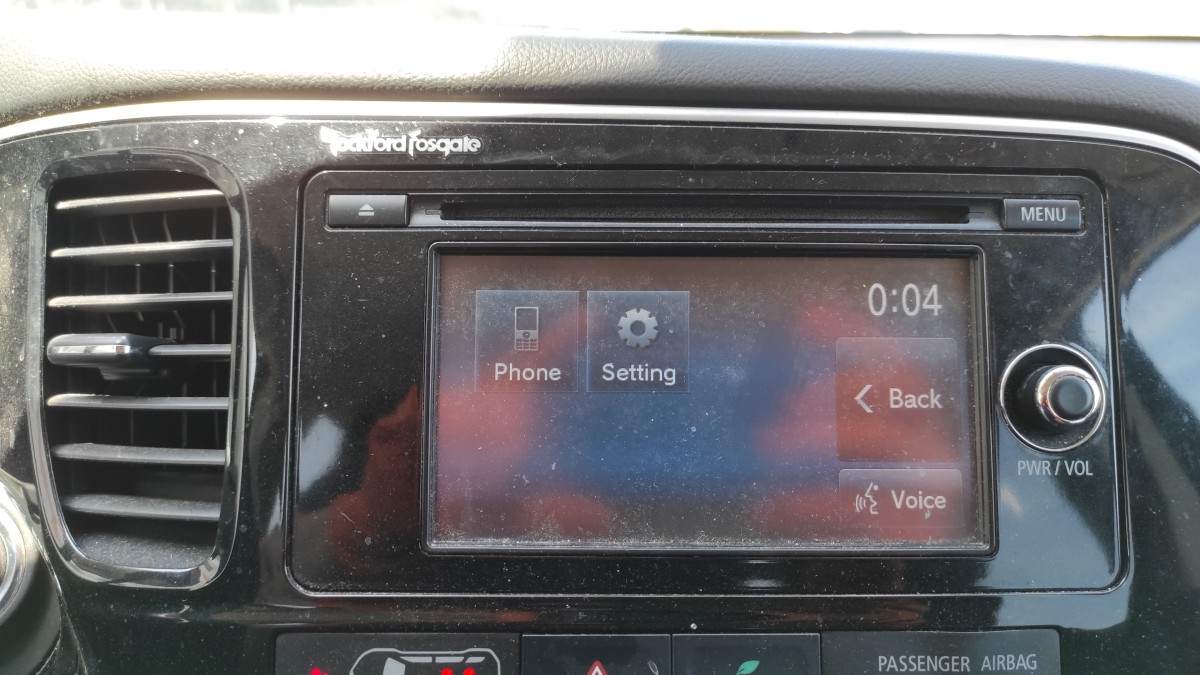 Rockford Fosgate
MENU
0:04
Phone
Setting
Back
Voice
PWR / VOL
PASSENGER AIRBAG